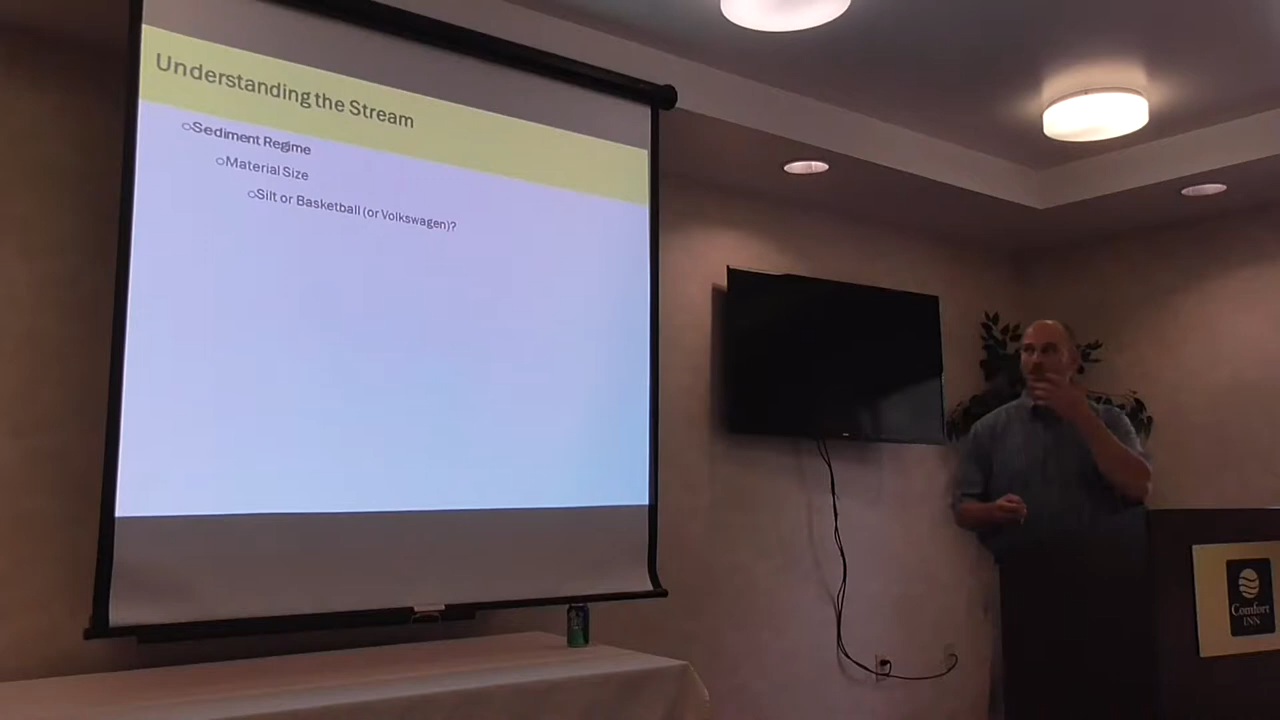 Understanding the Stream
Sediment Regime
Material Size
Silt or Basketball (or Volkswagen)?
Comfort
INN